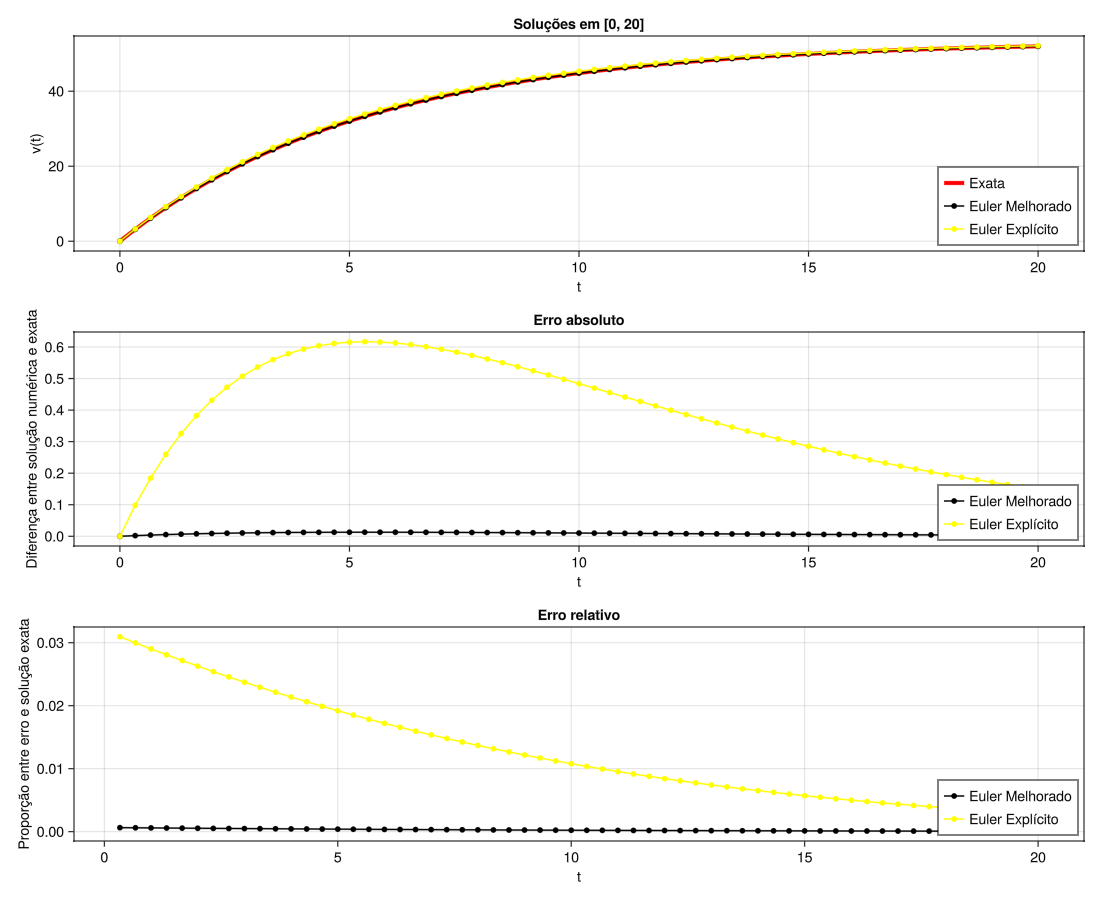 Soluções em [0, 20]
v(t)
40
20
0
Exata
Euler Melhorado
Euler Explícito
0 5 10 15 20
t
Erro absoluto
Diferença entre solução numérica e exata
0.6
0.5
0.4
0.3
0.2
0.1
0.0
Euler Melhorado
Euler Explícito
0 5 10 15 20
t
Erro relativo
Proporção entre erro e solução exata
0.03
0.02
0.01
0.00
Euler Melhorado
Euler Explícito
0 5 10 15 20
t